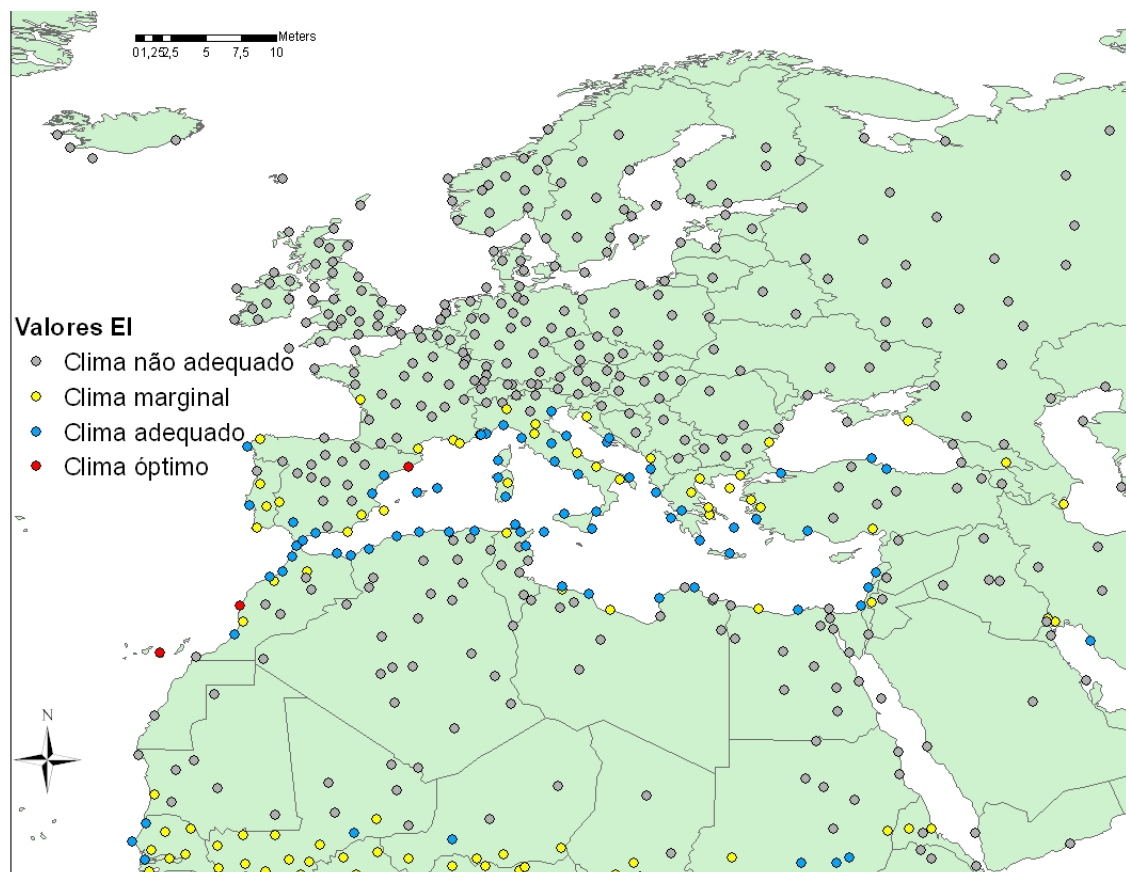 Meters
0 1,25 2,5 5 7,5 10
Valores EI
Clima não adequado
Clima marginal
Clima adequado
Clima óptimo
N